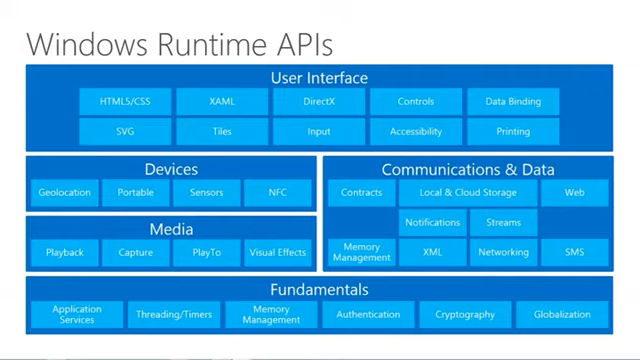 Windows Runtime APIs
User Interface
HTML5/CSS XAML DirectX Controls Data Binding
SVG Tiles Input Accessibility Printing
Devices
Geolocation Portable Sensors NFC
Media
Playback Capture PlayTo Visual Effects
Communications & Data
Contracts Local & Cloud Storage Web
Notifications Streams
Memory
Management XML Networking SMS
Fundamentals
Application
Services Threading/Timers Memory
Management Authentication Cryptography Globalization